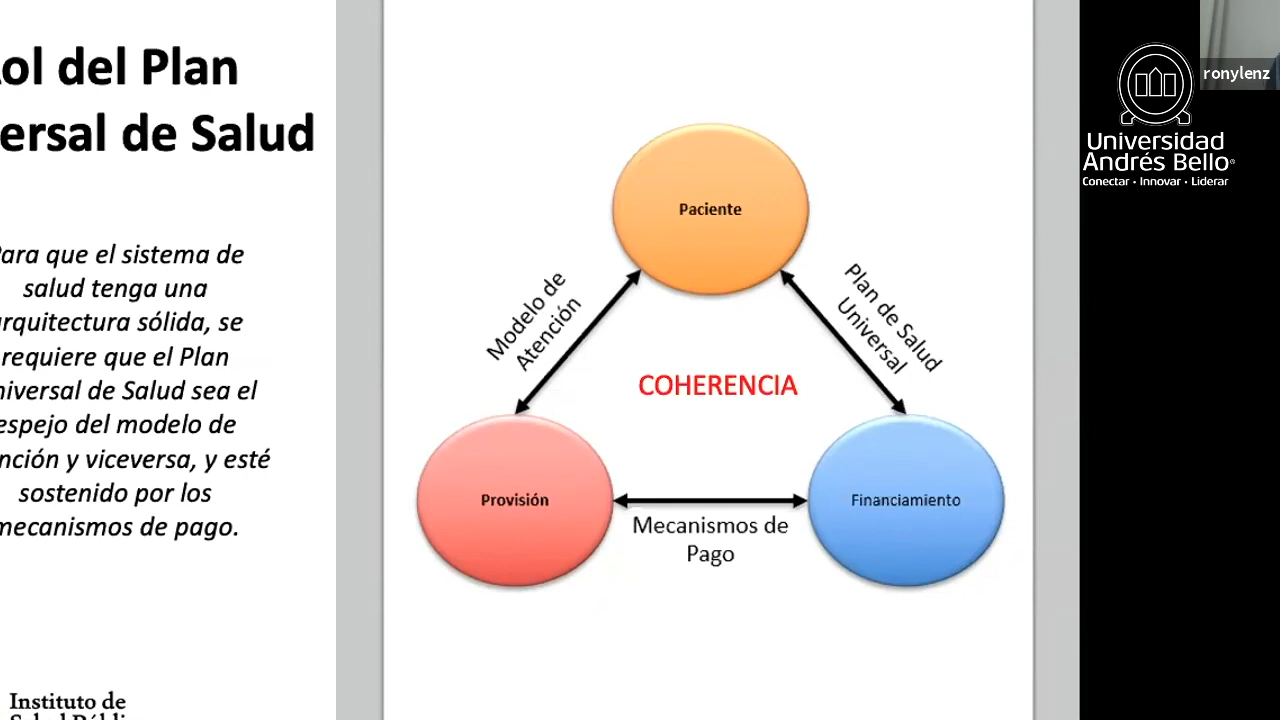 ol del Plan
ersal de Salud
Para que el sistema de
salud tenga una
arquitectura sólida, se
requiere que el Plan
niversal de Salud sea el
espejo del modelo de
nción y viceversa, y esté
sostenido por los
mecanismos de pago.
Instituto de
Paciente
Modelo de
Atención
Plan de Salud
Universal
COHERENCIA
Provisión
Financiamiento
Mecanismos de
Pago
ronylenz
Universidad
Andrés Bello®
Conectar • Innovar • Liderar